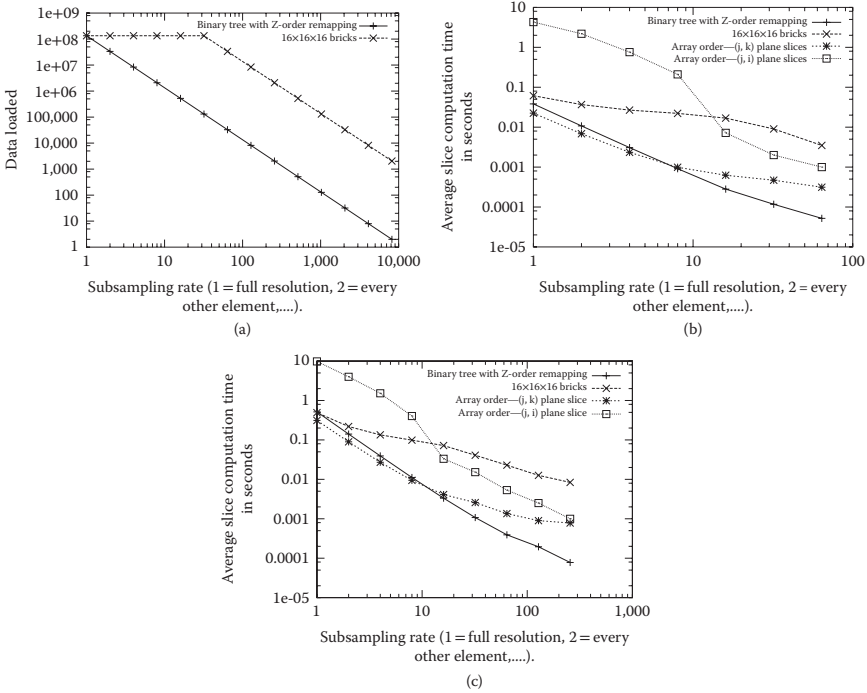 1e+09
1e+08
1e+07
1e+06
100,000
10,000
1,000
100
10
1
Data loaded
Binary tree with Z-order remapping
16×16×16 bricks
1 10 100 1,000 10,000
Subsampling rate (1 = full resolution, 2 = every
other element,....).
(a)
10
1
0.1
0.01
0.001
0.0001
1e-05
Average slice computation time
in seconds
Binary tree with Z-order remapping
16×16×16 bricks
Array order—(j, k) plane slices
Array order—(j, i) plane slices
1 10 100
Subsampling rate (1 = full resolution, 2 = every
other element,....).
(b)
10
1
0.1
0.01
0.001
0.0001
1e-05
Average slice computation time
in seconds
Binary tree with Z-order remapping
16×16×16 bricks
Array order—(j, k) plane slice
Array order—(j, i) plane slice
1 10 100 1,000
Subsampling rate (1 = full resolution, 2 = every
other element,....).
(c)